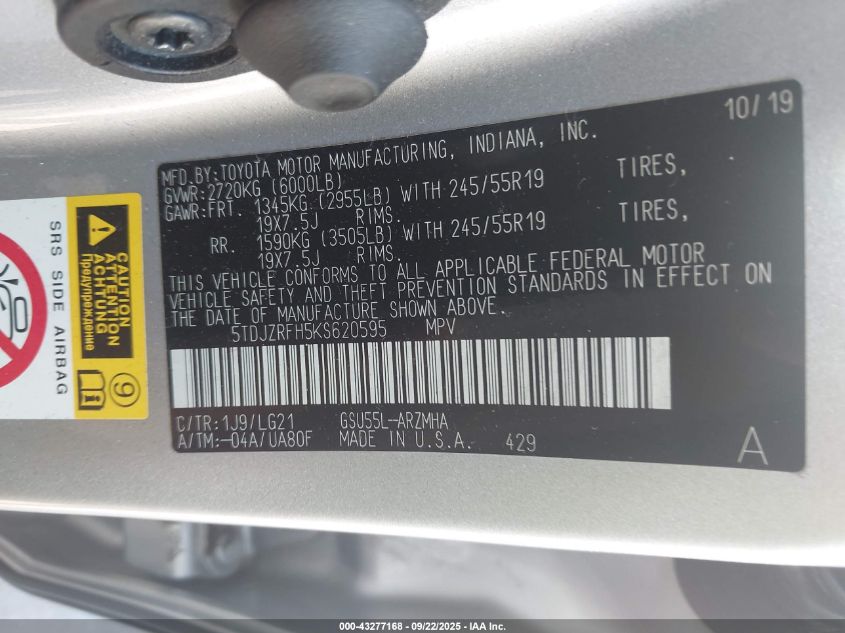 10/19
MFD.BY:TOYOTA MOTOR MANUFACTURING, INDIANA, INC.
GVWR:2720KG (6000LB)
GAWR:FRT. 1345KG (2955LB) WITH 245/55R19 TIRES,
19X7.5J RIMS.
RR. 1590KG (3505LB) WITH 245/55R19 TIRES,
19X7.5J RIMS.
THIS VEHICLE CONFORMS TO ALL APPLICABLE FEDERAL MOTOR
VEHICLE SAFETY AND THEFT PREVENTION STANDARDS IN EFFECT ON
THE DATE OF MANUFACTURE SHOWN ABOVE.
5TDJZRFH5KS620595 MPV
C/TR:1J9/LG21 GSU55L-ARZMHA
A/TM:-04A/UA80F MADE IN U.S.A. 429
A
CAUTION
ATTENTION
ACHTUNG
Предупреждение
9
i
SRS SIDE AIRBAG
000-43277168 - 09/22/2025 - IAA Inc.